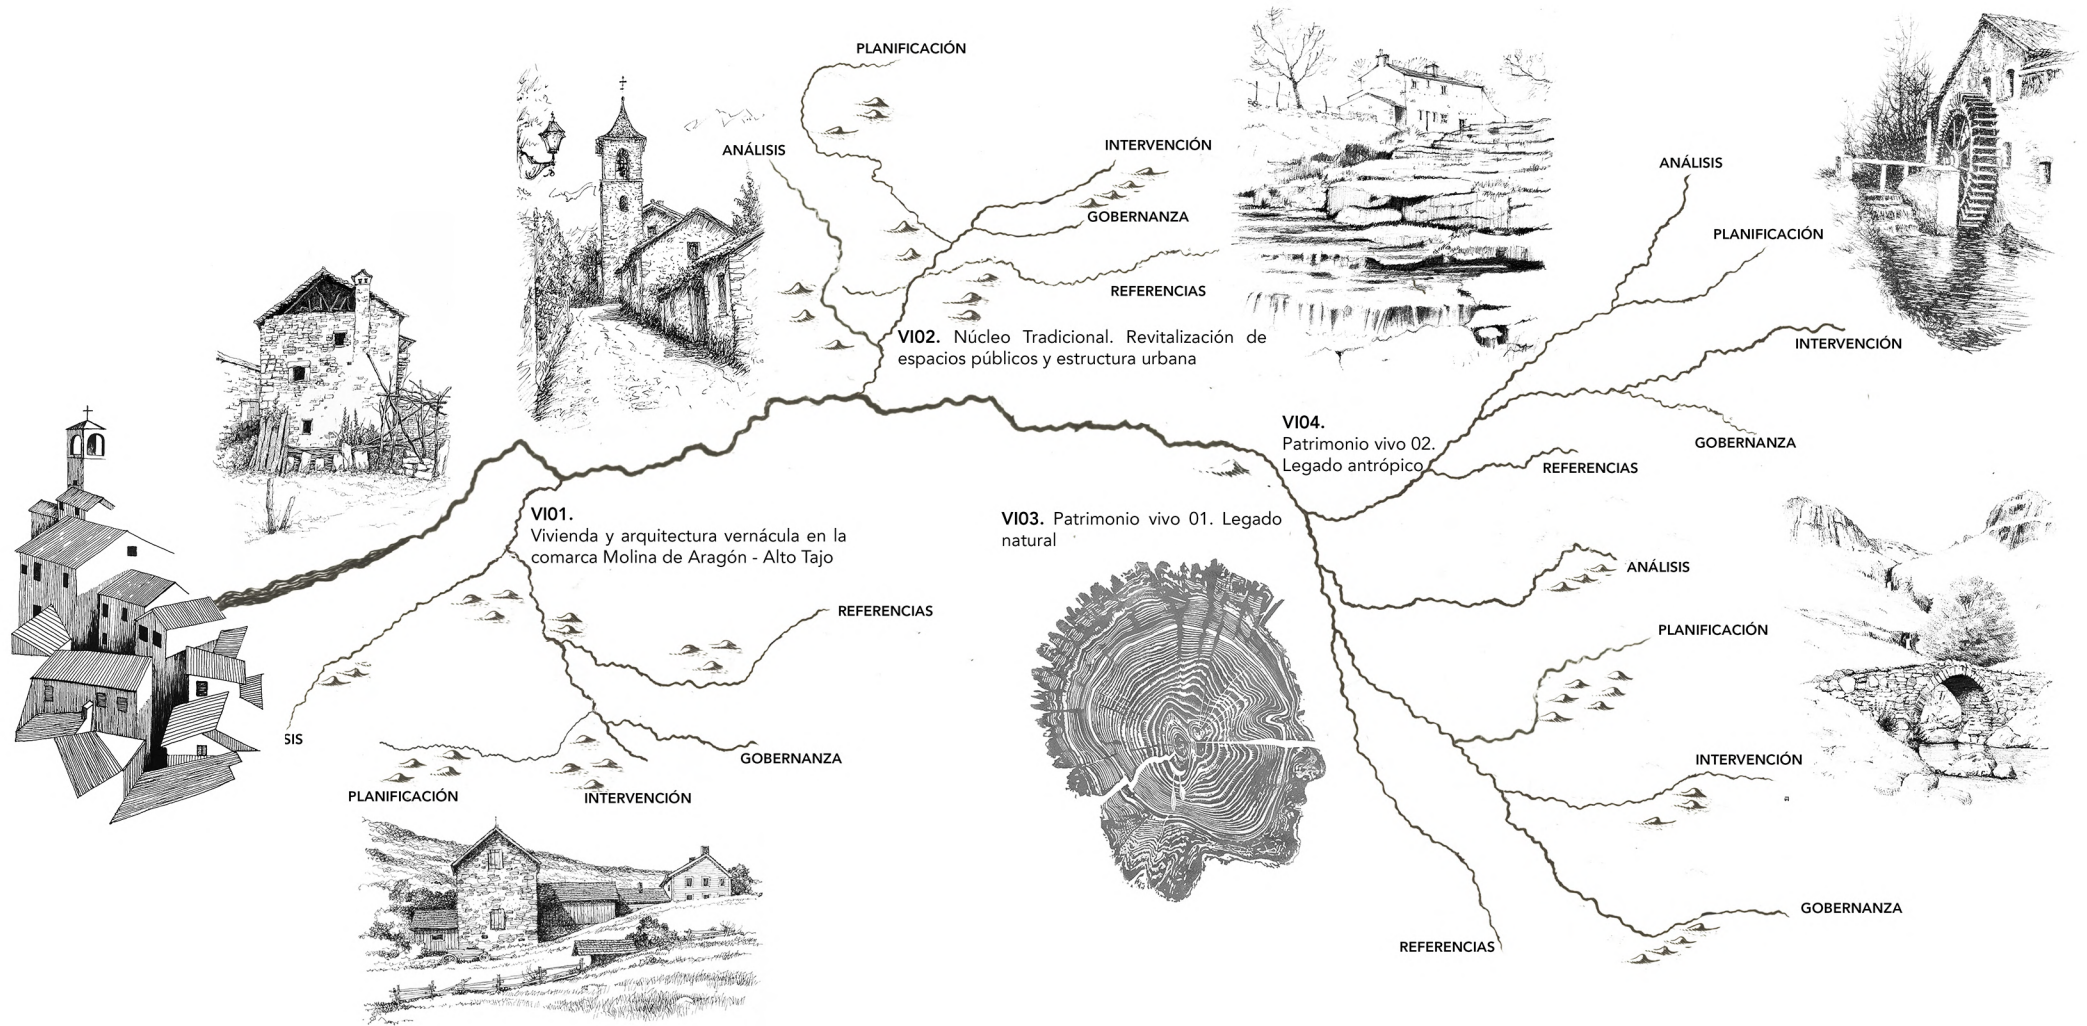 PLANIFICACIÓN
ANÁLISIS
INTERVENCIÓN
GOBERNANZA
REFERENCIAS
VI02. Núcleo Tradicional. Revitalización de
espacios públicos y estructura urbana
ANÁLISIS
PLANIFICACIÓN
INTERVENCIÓN
GOBERNANZA
REFERENCIAS
VI04.
Patrimonio vivo 02.
Legado antrópico
VI01.
Vivienda y arquitectura vernácula en la
comarca Molina de Aragón - Alto Tajo
REFERENCIAS
SIS
GOBERNANZA
PLANIFICACIÓN
INTERVENCIÓN
VI03. Patrimonio vivo 01. Legado
natural
ANÁLISIS
PLANIFICACIÓN
INTERVENCIÓN
GOBERNANZA
REFERENCIAS